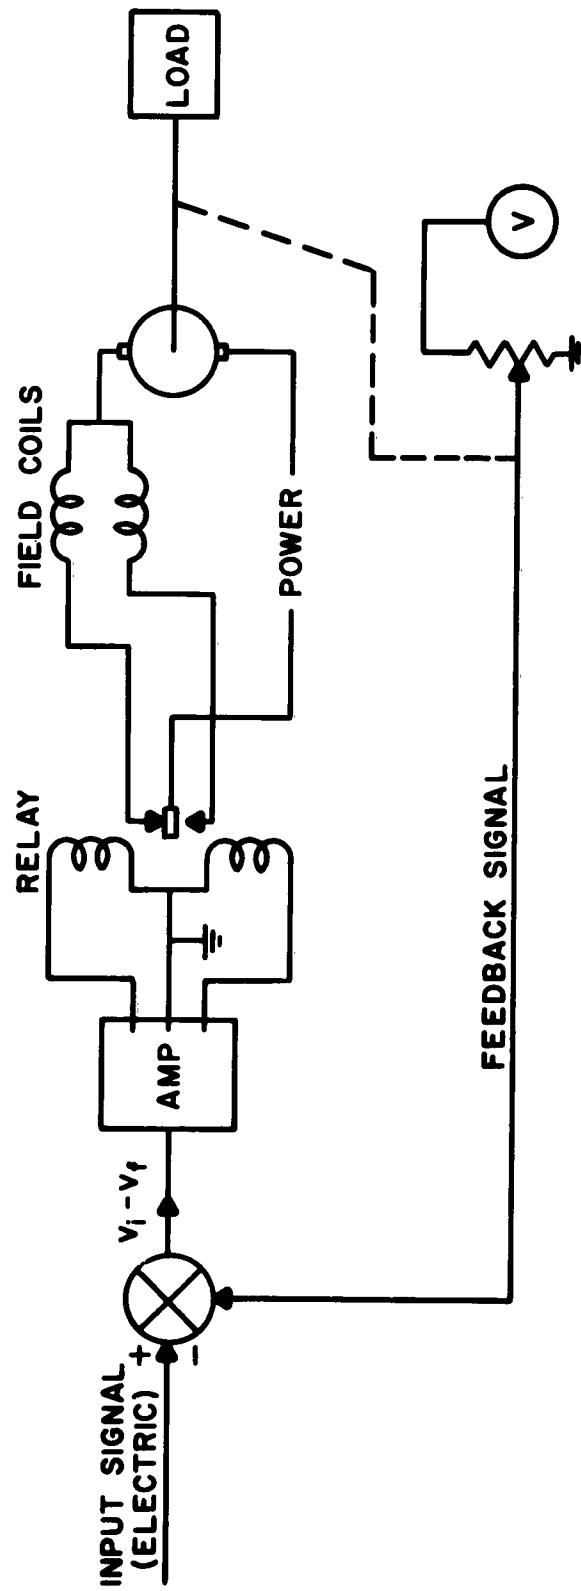 INPUT SIGNAL
(ELECTRIC)
+
−
Vi − Vf
AMP
RELAY
FIELD COILS
POWER
LOAD
FEEDBACK SIGNAL
V